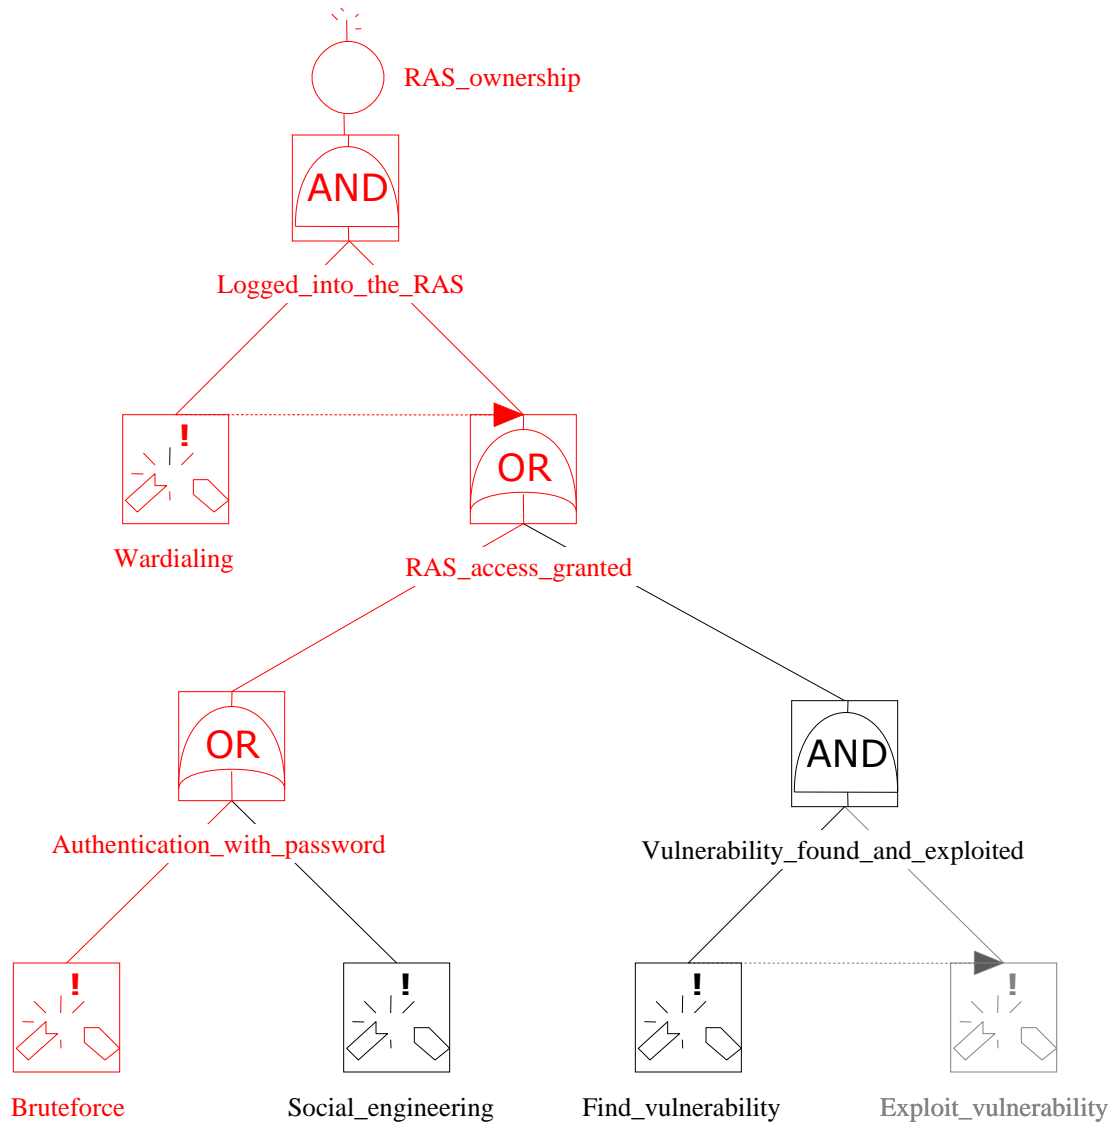 RAS_ownership
AND
Logged_into_the_RAS
!
OR
Wardialing
RAS_access_granted
OR
AND
Authentication_with_password
Vulnerability_found_and_exploited
!
!
!
!
Bruteforce
Social_engineering
Find_vulnerability
Exploit_vulnerability